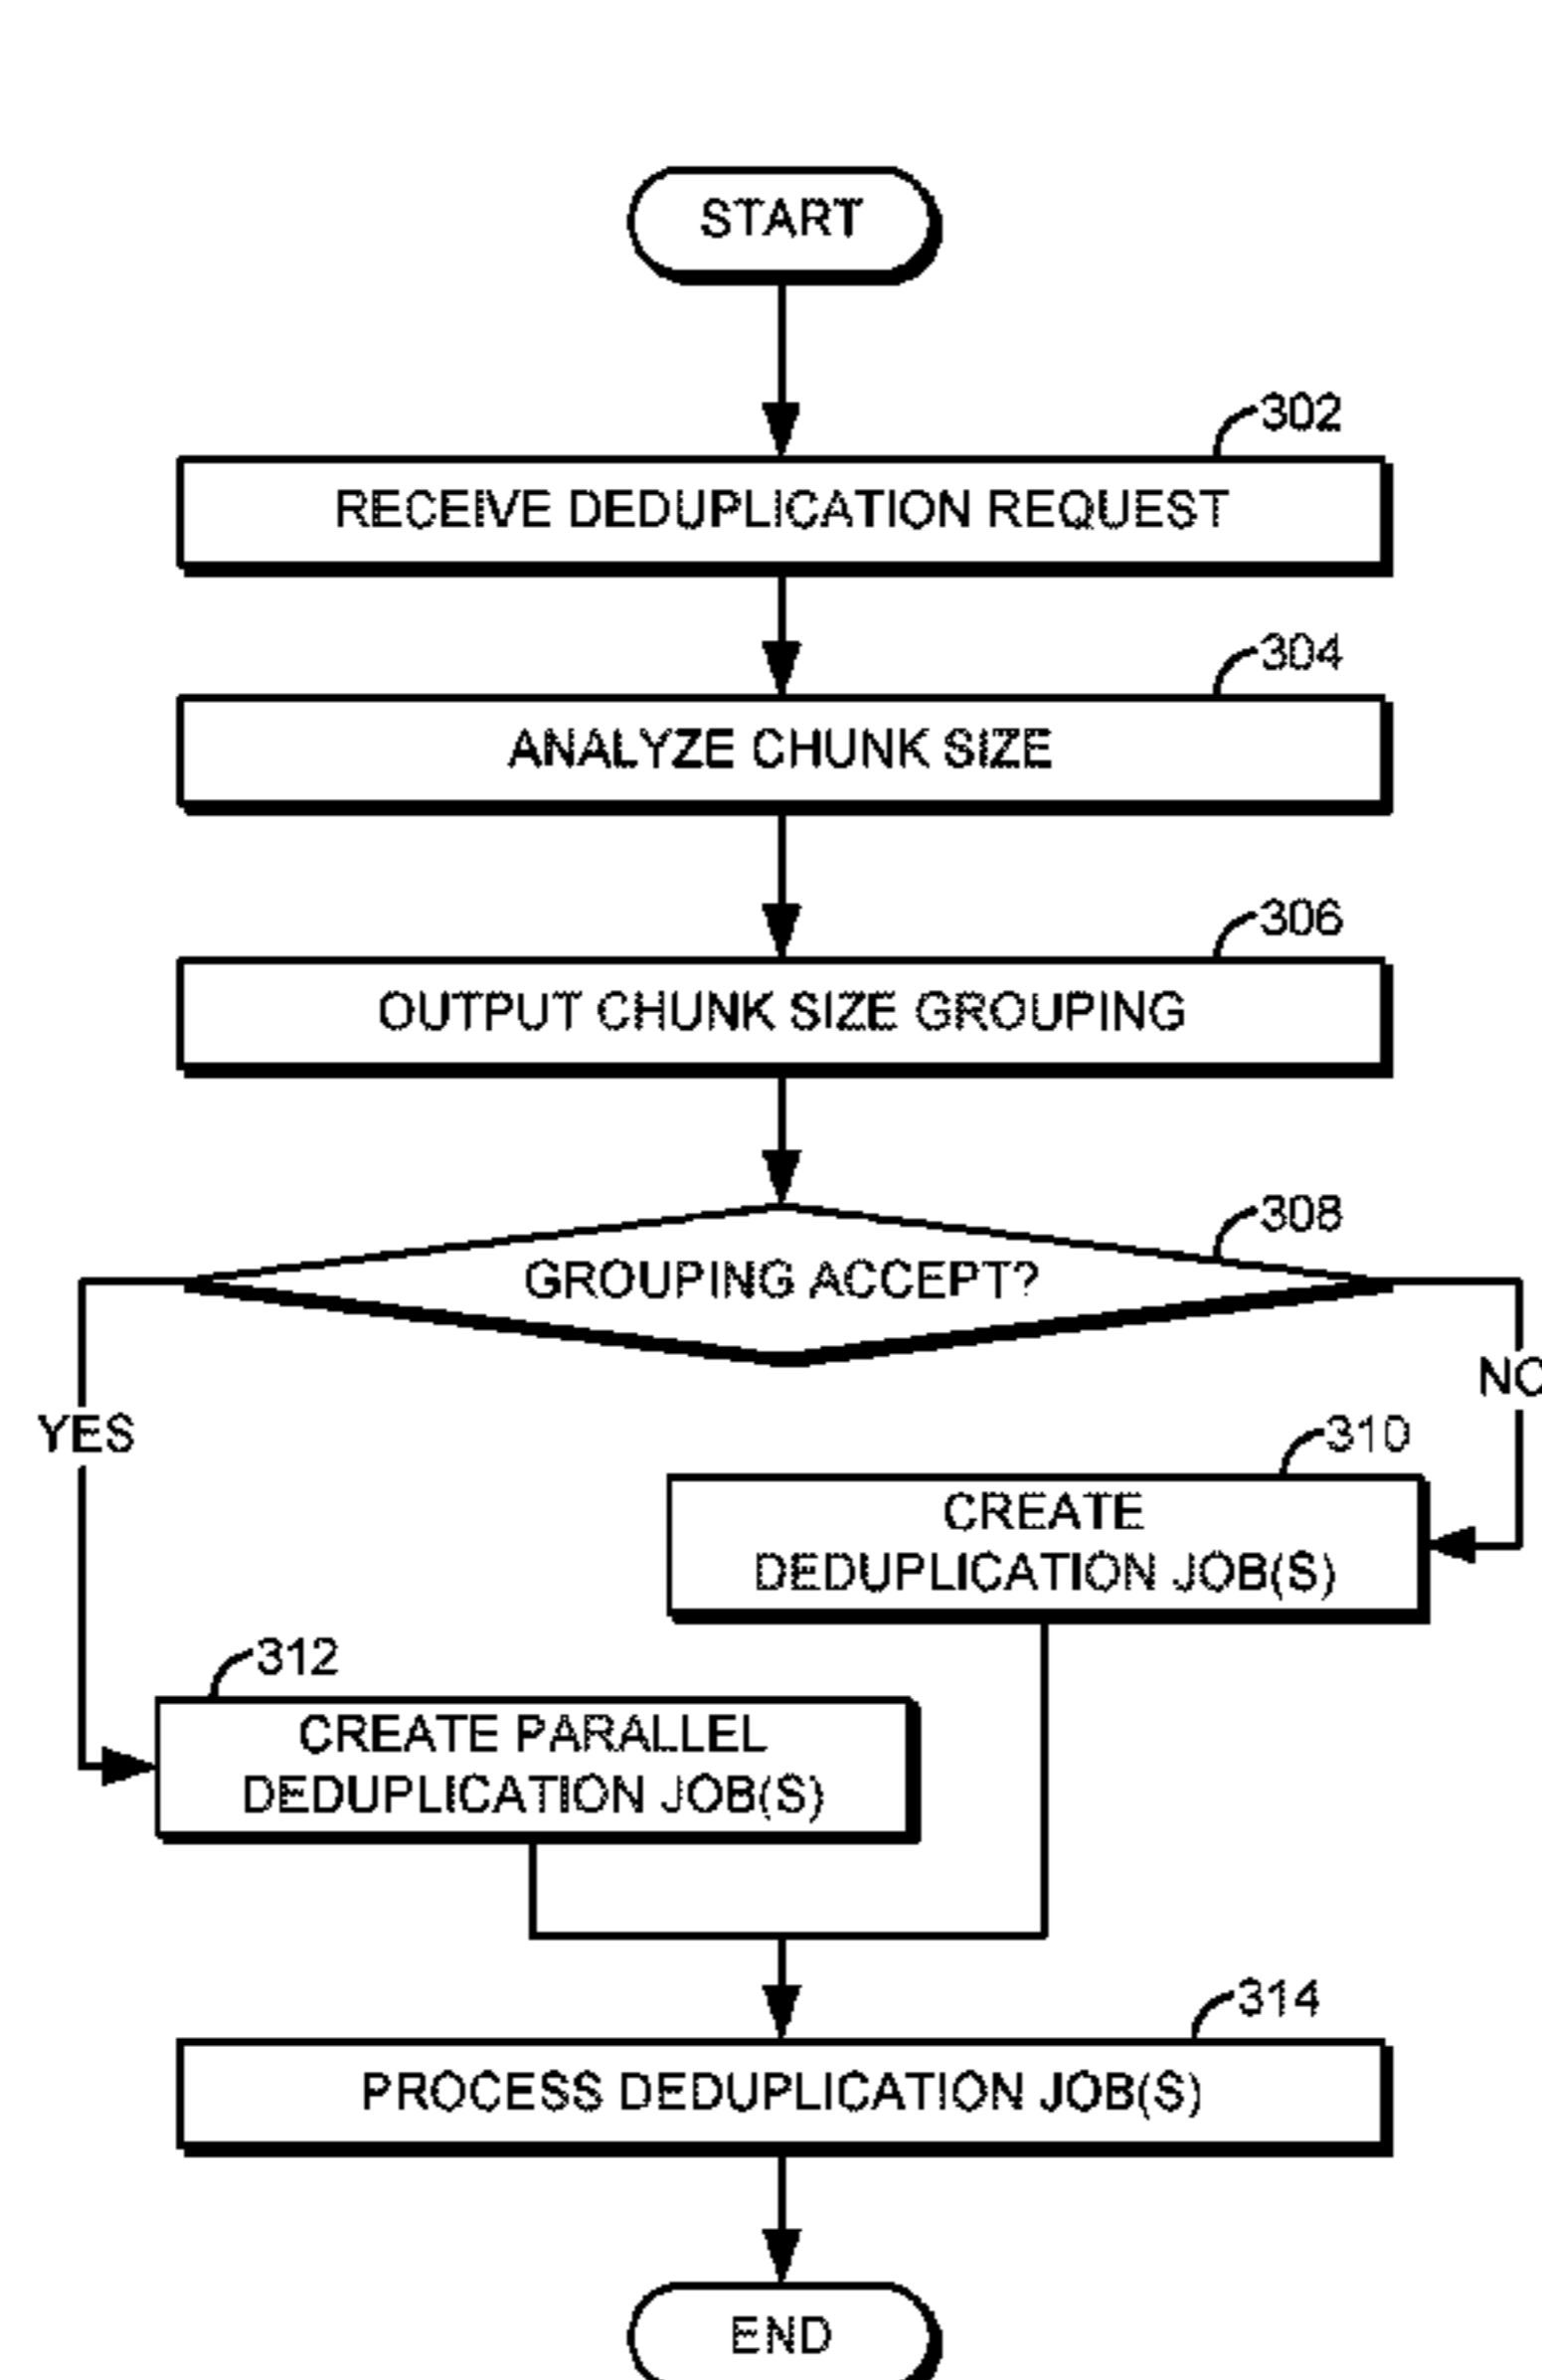 START
302
RECEIVE DEDUPLICATION REQUEST
304
ANALYZE CHUNK SIZE
306
OUTPUT CHUNK SIZE GROUPING
308
GROUPING ACCEPT?
NO
YES
310
CREATE
DEDUPLICATION JOB(S)
312
CREATE PARALLEL
DEDUPLICATION JOB(S)
314
PROCESS DEDUPLICATION JOB(S)
END